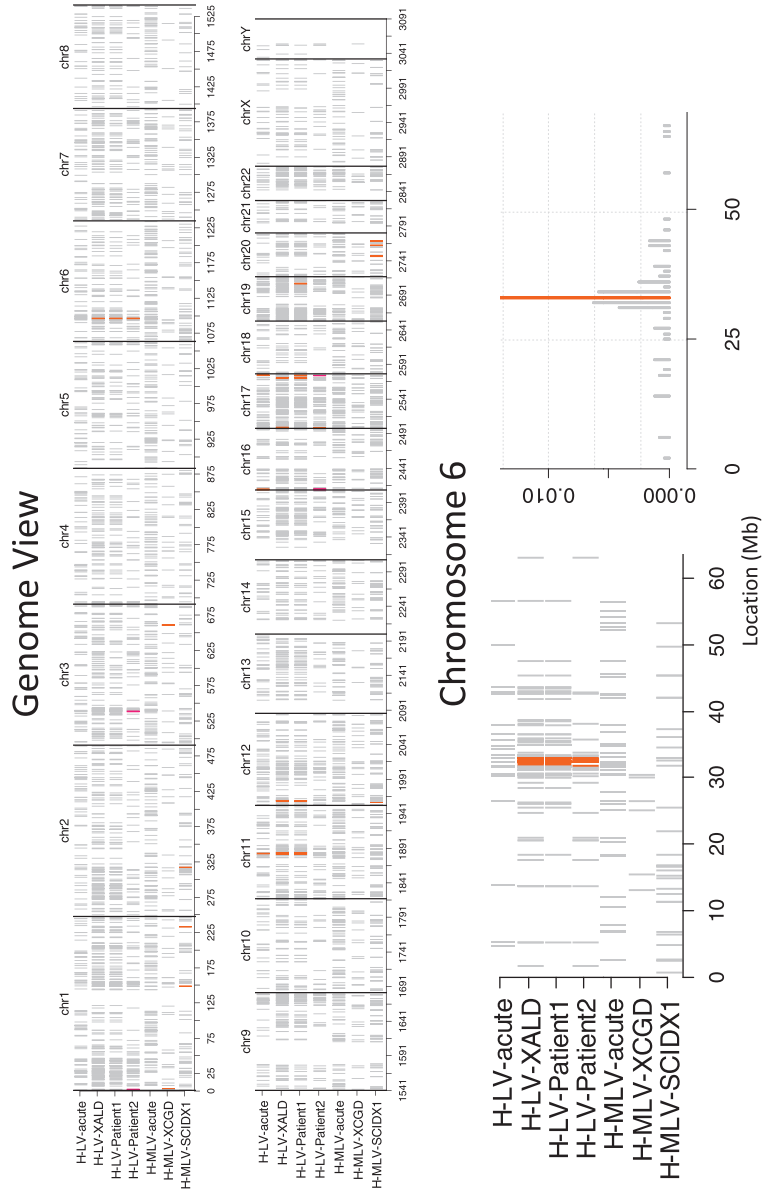 Genome View
chr1
chr2
chr3
chr4
chr5
chr6
chr7
chr8
H-LV-acute
H-LV-XALD
H-LV-Patient1
H-LV-Patient2
H-MLV-acute
H-MLV-XCGD
H-MLV-SCIDX1
0 25 75 125 175 225 275 325 375 425 475 525 575 625 675 725 775 825 875 925 975 1025 1075 1125 1175 1225 1275 1325 1375 1425 1475 1525
chr9
chr10
chr11
chr12
chr13
chr14
chr15
chr16
chr17
chr18
chr19
chr20
chr21
chr22
chrX
chrY
H-LV-acute
H-LV-XALD
H-LV-Patient1
H-LV-Patient2
H-MLV-acute
H-MLV-XCGD
H-MLV-SCIDX1
1541 1591 1641 1691 1741 1791 1841 1891 1941 1991 2041 2091 2141 2191 2241 2291 2341 2391 2441 2491 2541 2591 2641 2691 2741 2791 2841 2891 2941 2991 3041 3091
Chromosome 6
H-LV-acute
H-LV-XALD
H-LV-Patient1
H-LV-Patient2
H-MLV-acute
H-MLV-XCGD
H-MLV-SCIDX1
0 10 20 30 40 50 60
0.010
0.000
0 25 50
Location (Mb)